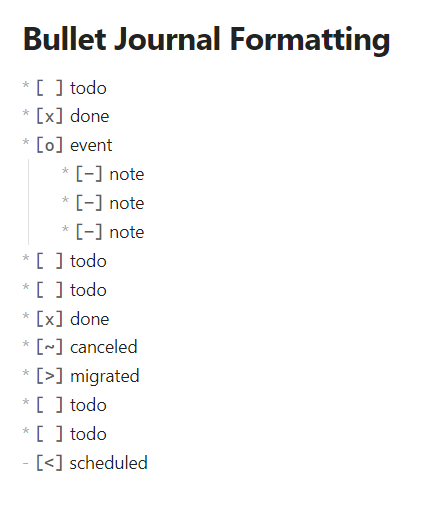 Bullet Journal Formatting
* [ ] todo
* [x] done
* [o] event
* [-] note
* [-] note
* [-] note
* [ ] todo
* [ ] todo
* [x] done
* [~] canceled
* [>] migrated
* [ ] todo
* [ ] todo
- [<] scheduled